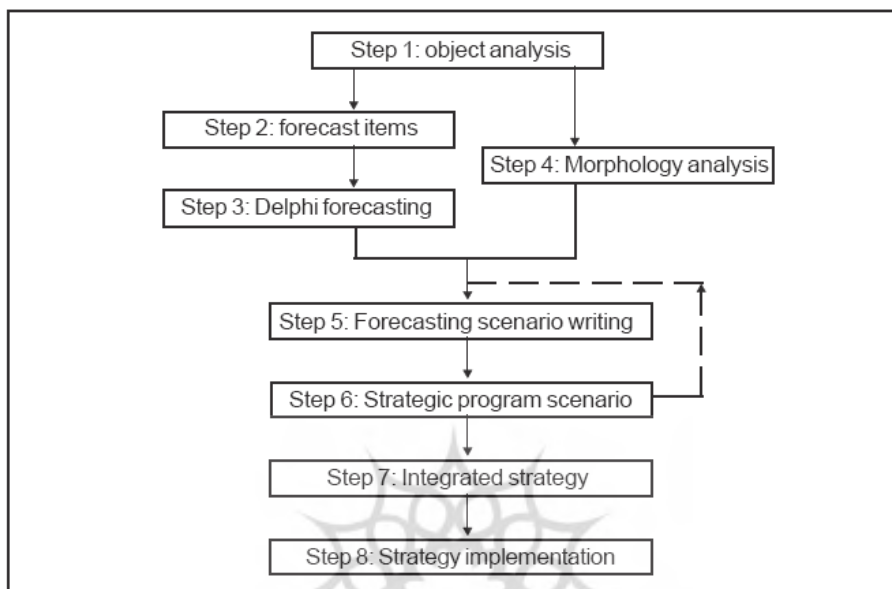 Step 1: object analysis
Step 2: forecast items
Step 4: Morphology analysis
Step 3: Delphi forecasting
Step 5: Forecasting scenario writing
Step 6: Strategic program scenario
Step 7: Integrated strategy
Step 8: Strategy implementation